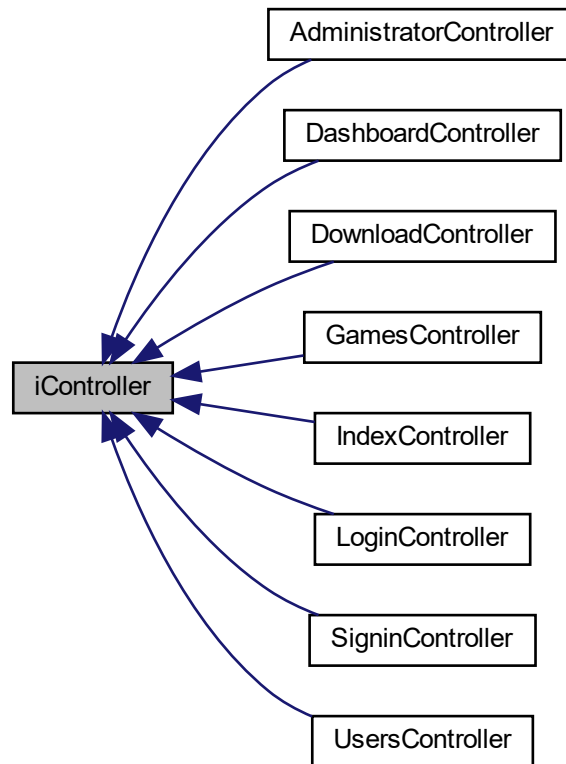 AdministratorController
DashboardController
DownloadController
GamesController
iController
IndexController
LoginController
SigninController
UsersController